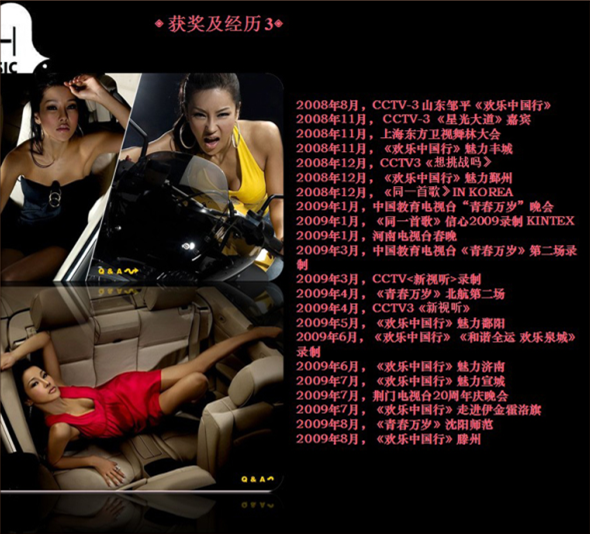 H
SIC
◈ 获奖及经历 3◈
2008年8月，CCTV-3 山东邹平《欢乐中国行》
2008年11月， CCTV-3 《星光大道》嘉宾
2008年11月，上海东方卫视舞林大会
2008年11月，《欢乐中国行》魅力丰城
2008年12月，CCTV3《想挑战吗》
2008年12月，《欢乐中国行》魅力鄞州
2008年12月，《同一首歌》IN KOREA
2009年1月，中国教育电视台“青春万岁”晚会
2009年1月，《同一首歌》信心2009录制 KINTEX
2009年1月，河南电视台春晚
2009年3月，中国教育电视台《青春万岁》第二场录
制
2009年3月，CCTV<新视听>录制
2009年4月，《青春万岁》北航第二场
2009年4月，CCTV3《新视听》
2009年5月，《欢乐中国行》魅力鄱阳
2009年6月，《欢乐中国行》《和谐全运 欢乐泉城》
录制
2009年6月，《欢乐中国行》魅力济南
2009年7月，《欢乐中国行》魅力宣城
2009年7月，荆门电视台20周年庆晚会
2009年7月，《欢乐中国行》走进伊金霍洛旗
2009年8月，《青春万岁》沈阳师范
2009年8月，《欢乐中国行》滕州
Q & A
Q & A